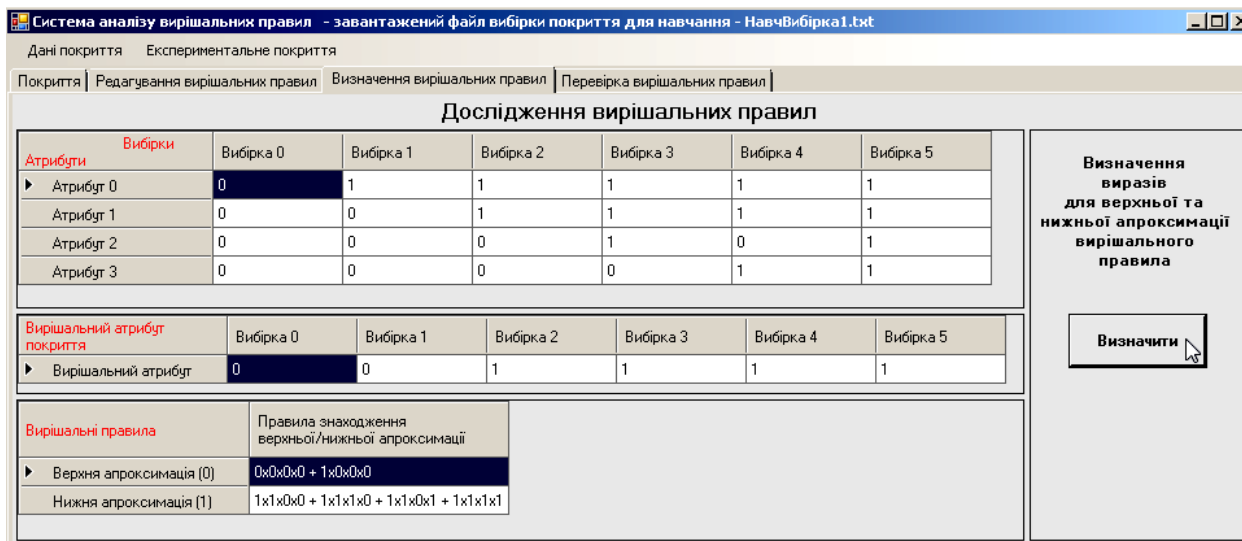 Система аналізу вирішальних правил - завантажений файл вибірки покриття для навчання - НавчВибірка1.txt
Дані покриття Експериментальне покриття
Покриття Редагування вирішальних правил Визначення вирішальних правил Перевірка вирішальних правил
Дослідження вирішальних правил
Вибірки
Атрибути
Вибірка 0 Вибірка 1 Вибірка 2 Вибірка 3 Вибірка 4 Вибірка 5
Атрибут 0 0 1 1 1 1 1
Атрибут 1 0 0 1 1 1 1
Атрибут 2 0 0 0 1 0 1
Атрибут 3 0 0 0 0 1 1
Вирішальний атрибут
покриття
Вибірка 0 Вибірка 1 Вибірка 2 Вибірка 3 Вибірка 4 Вибірка 5
Вирішальний атрибут 0 0 1 1 1 1
Вирішальні правила
Правила знаходження
верхньої/нижньої апроксимації
Верхня апроксимація (0) 0x0x0x0 + 1x0x0x0
Нижня апроксимація (1) 1x1x0x0 + 1x1x1x0 + 1x1x0x1 + 1x1x1x1
Визначення
виразів
для верхньої та
нижньої апроксимації
вирішального
правила
Визначити